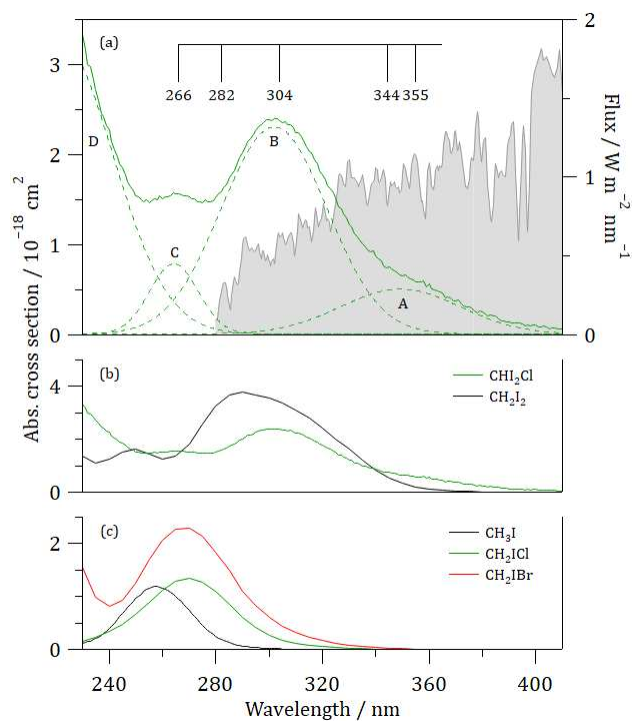 (a)
266 282 304 344 355
D
B
C
A
3
2
1
0
2
1
0
Abs. cross section / 10⁻¹⁸ cm²
Flux / W m⁻² nm⁻¹
(b)
CHI₂Cl
CH₂I₂
4
0
(c)
CH₃I
CH₂ICl
CH₂IBr
2
0
240 280 320 360 400
Wavelength / nm